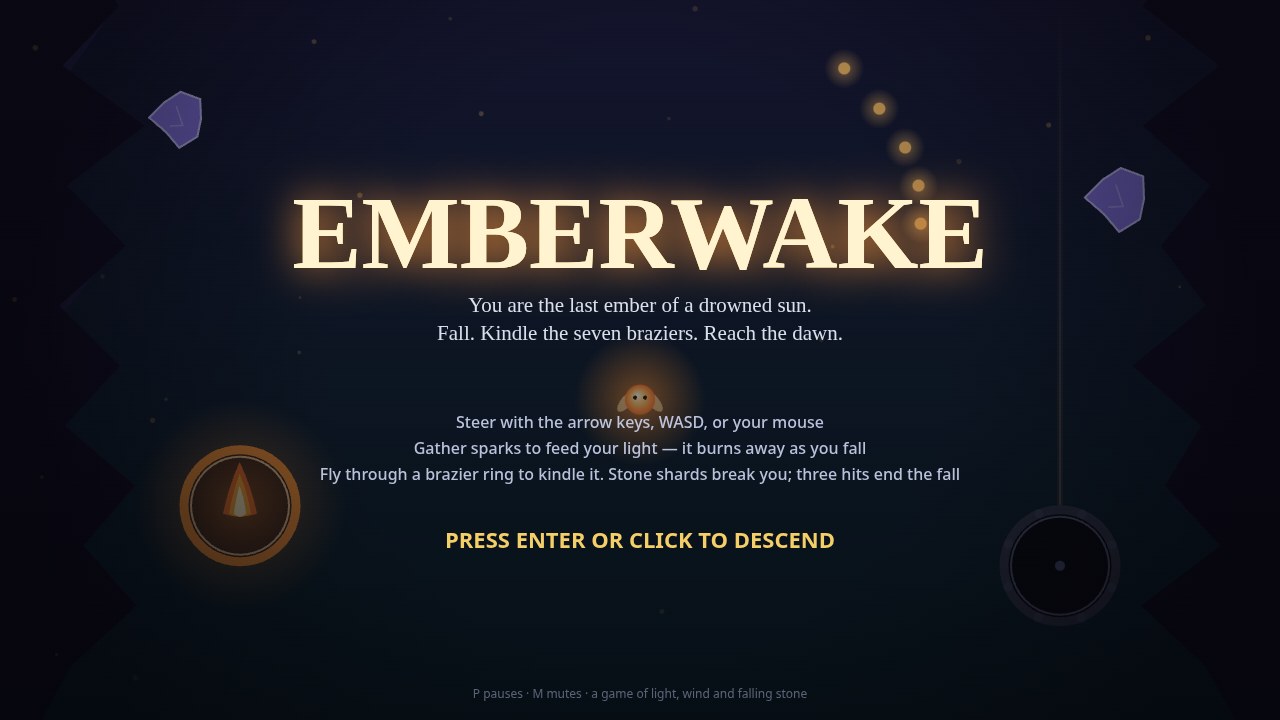 EMBERWAKE
You are the last ember of a drowned sun.
Fall. Kindle the seven braziers. Reach the dawn.
Steer with the arrow keys, WASD, or your mouse
Gather sparks to feed your light — it burns away as you fall
Fly through a brazier ring to kindle it. Stone shards break you; three hits end the fall
PRESS ENTER OR CLICK TO DESCEND
P pauses · M mutes · a game of light, wind and falling stone